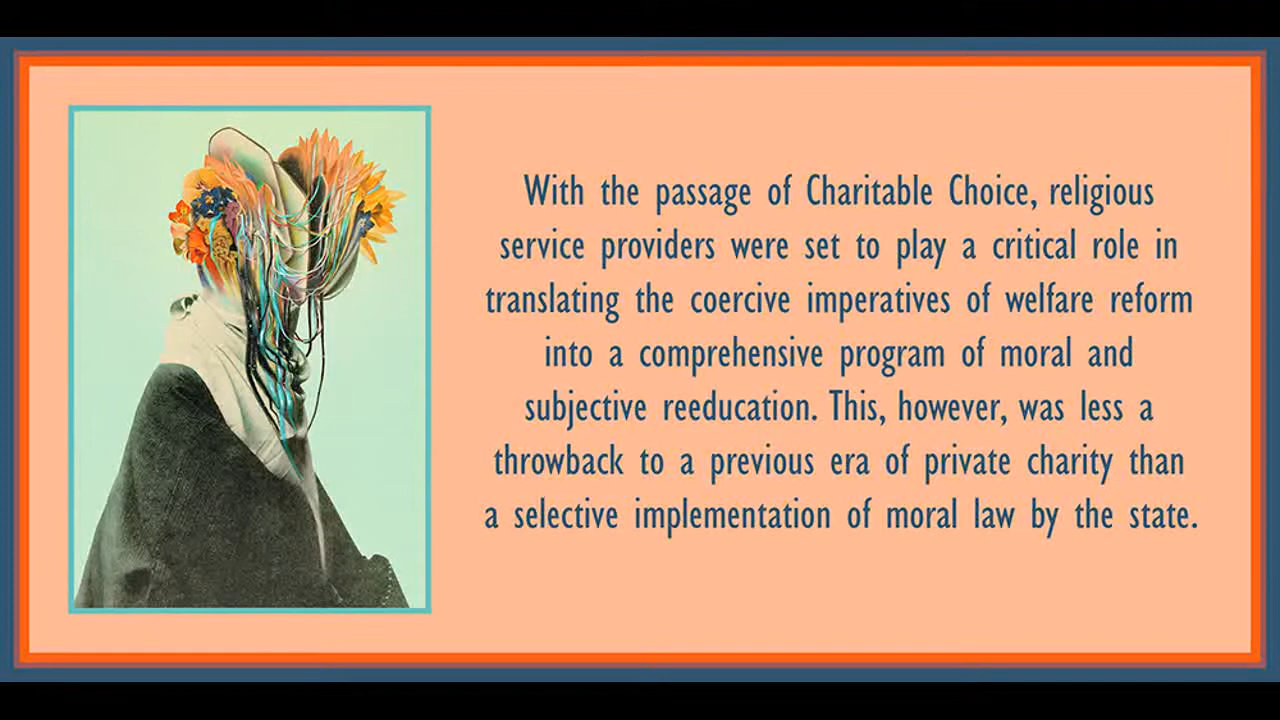 With the passage of Charitable Choice, religious
service providers were set to play a critical role in
translating the coercive imperatives of welfare reform
into a comprehensive program of moral and
subjective reeducation. This, however, was less a
throwback to a previous era of private charity than
a selective implementation of moral law by the state.